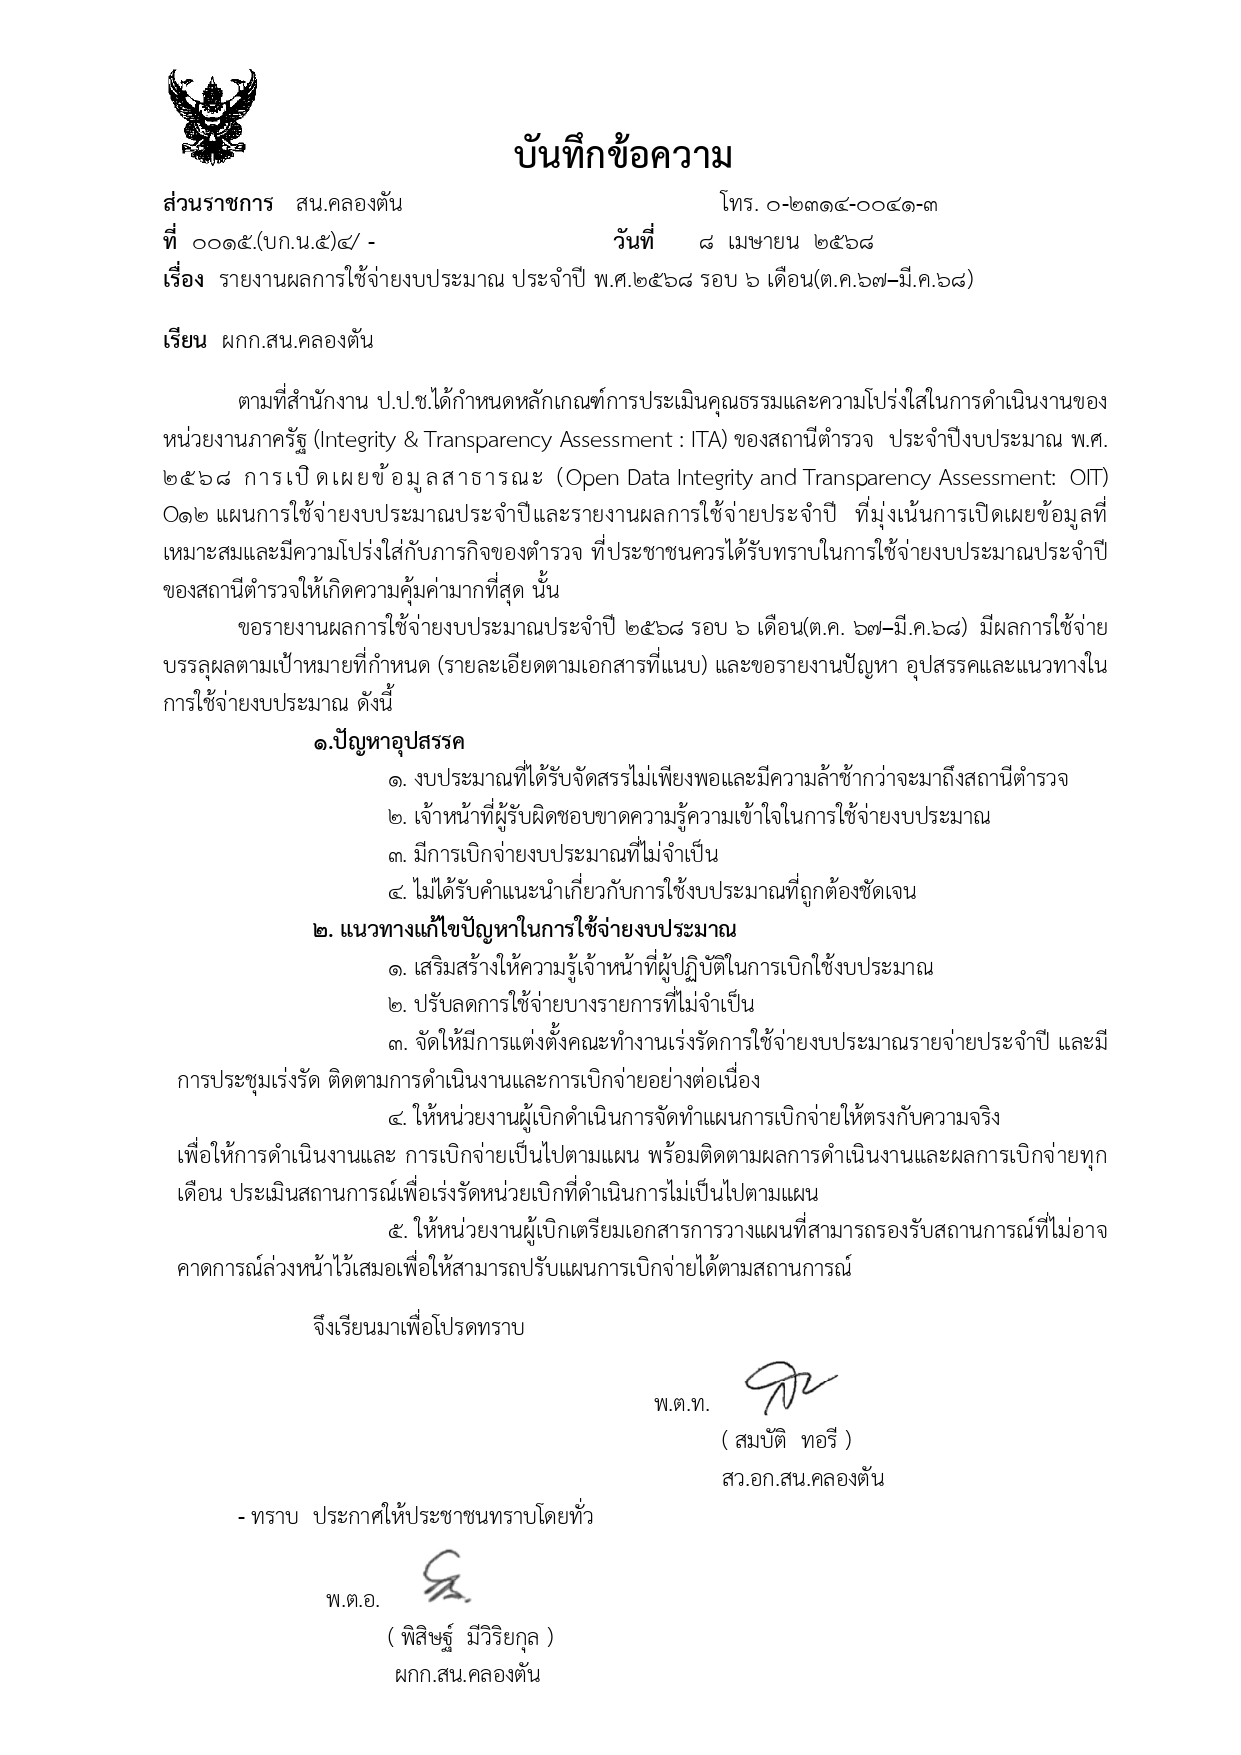 บันทึกข้อความ
ส่วนราชการ สน.คลองตัน โทร. ๐-๒๓๑๔-๐๐๔๑-๓
ที่ ๐๐๑๕.(บก.น.๕)๔/ - วันที่ ๘ เมษายน ๒๕๖๘
เรื่อง รายงานผลการใช้จ่ายงบประมาณ ประจำปี พ.ศ.๒๕๖๘ รอบ ๖ เดือน(ต.ค.๖๗–มี.ค.๖๘)
เรียน ผกก.สน.คลองตัน
ตามที่สำนักงาน ป.ป.ช.ได้กำหนดหลักเกณฑ์การประเมินคุณธรรมและความโปร่งใสในการดำเนินงานของ
หน่วยงานภาครัฐ (Integrity & Transparency Assessment : ITA) ของสถานีตำรวจ ประจำปีงบประมาณ พ.ศ.
๒๕๖๘ การเปิดเผยข้อมูลสาธารณะ (Open Data Integrity and Transparency Assessment: OIT)
O๑๒ แผนการใช้จ่ายงบประมาณประจำปีและรายงานผลการใช้จ่ายประจำปี ที่มุ่งเน้นการเปิดเผยข้อมูลที่
เหมาะสมและมีความโปร่งใส่กับภารกิจของตำรวจ ที่ประชาชนควรได้รับทราบในการใช้จ่ายงบประมาณประจำปี
ของสถานีตำรวจให้เกิดความคุ้มค่ามากที่สุด นั้น
ขอรายงานผลการใช้จ่ายงบประมาณประจำปี ๒๕๖๘ รอบ ๖ เดือน(ต.ค. ๖๗–มี.ค.๖๘) มีผลการใช้จ่าย
บรรลุผลตามเป้าหมายที่กำหนด (รายละเอียดตามเอกสารที่แนบ) และขอรายงานปัญหา อุปสรรคและแนวทางใน
การใช้จ่ายงบประมาณ ดังนี้
๑.ปัญหาอุปสรรค
๑. งบประมาณที่ได้รับจัดสรรไม่เพียงพอและมีความล้าช้ากว่าจะมาถึงสถานีตำรวจ
๒. เจ้าหน้าที่ผู้รับผิดชอบขาดความรู้ความเข้าใจในการใช้จ่ายงบประมาณ
๓. มีการเบิกจ่ายงบประมาณที่ไม่จำเป็น
๔. ไม่ได้รับคำแนะนำเกี่ยวกับการใช้งบประมาณที่ถูกต้องชัดเจน
๒. แนวทางแก้ไขปัญหาในการใช้จ่ายงบประมาณ
๑. เสริมสร้างให้ความรู้เจ้าหน้าที่ผู้ปฏิบัติในการเบิกใช้งบประมาณ
๒. ปรับลดการใช้จ่ายบางรายการที่ไม่จำเป็น
๓. จัดให้มีการแต่งตั้งคณะทำงานเร่งรัดการใช้จ่ายงบประมาณรายจ่ายประจำปี และมี
การประชุมเร่งรัด ติดตามการดำเนินงานและการเบิกจ่ายอย่างต่อเนื่อง
๔. ให้หน่วยงานผู้เบิกดำเนินการจัดทำแผนการเบิกจ่ายให้ตรงกับความจริง
เพื่อให้การดำเนินงานและ การเบิกจ่ายเป็นไปตามแผน พร้อมติดตามผลการดำเนินงานและผลการเบิกจ่ายทุก
เดือน ประเมินสถานการณ์เพื่อเร่งรัดหน่วยเบิกที่ดำเนินการไม่เป็นไปตามแผน
๕. ให้หน่วยงานผู้เบิกเตรียมเอกสารการวางแผนที่สามารถรองรับสถานการณ์ที่ไม่อาจ
คาดการณ์ล่วงหน้าไว้เสมอเพื่อให้สามารถปรับแผนการเบิกจ่ายได้ตามสถานการณ์
จึงเรียนมาเพื่อโปรดทราบ
พ.ต.ท.
( สมบัติ ทอรี )
สว.อก.สน.คลองตัน
- ทราบ ประกาศให้ประชาชนทราบโดยทั่ว
พ.ต.อ.
( พิสิษฐ์ มีวิริยกุล )
ผกก.สน.คลองตัน